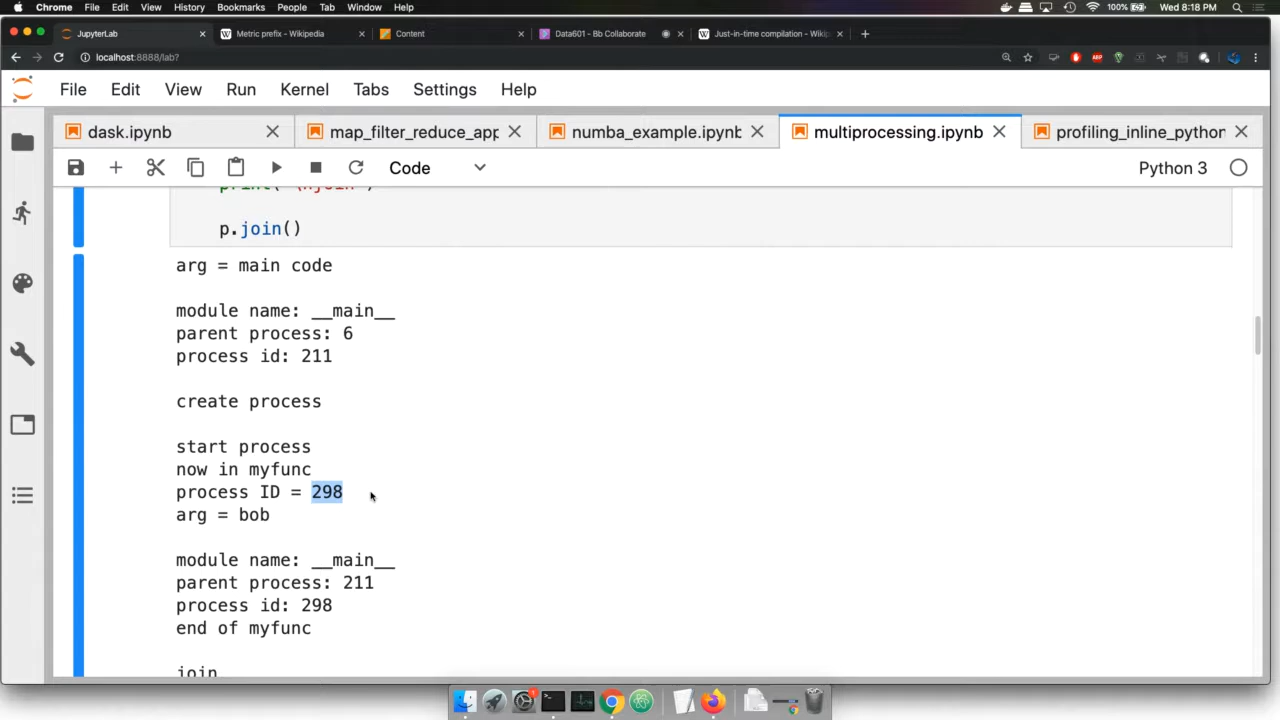 Chrome File Edit View History Bookmarks People Tab Window Help 100% Wed 8:18 PM
JupyterLab Metric prefix - Wikipedia Content Data601 - Bb Collaborate Just-in-time compilation - Wiki
localhost:8888/lab?
File Edit View Run Kernel Tabs Settings Help
dask.ipynb map_filter_reduce_app numba_example.ipynb multiprocessing.ipynb profiling_inline_python
Code Python 3
p.join()
arg = main code
module name: __main__
parent process: 6
process id: 211
create process
start process
now in myfunc
process ID = 298
arg = bob
module name: __main__
parent process: 211
process id: 298
end of myfunc
join